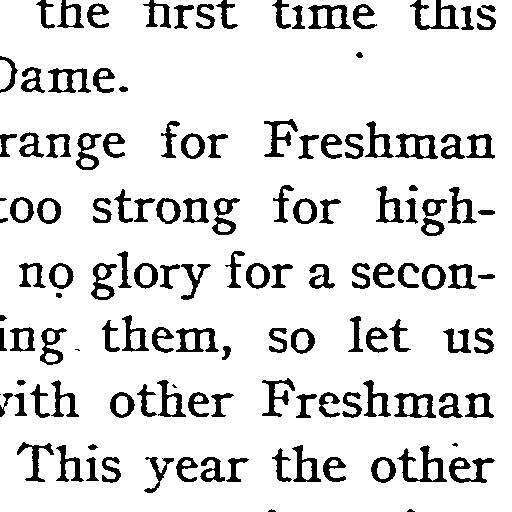 the first time this
Dame.
range for Freshman
too strong for high-
no glory for a secon-
ing them, so let us
with other Freshman
This year the other